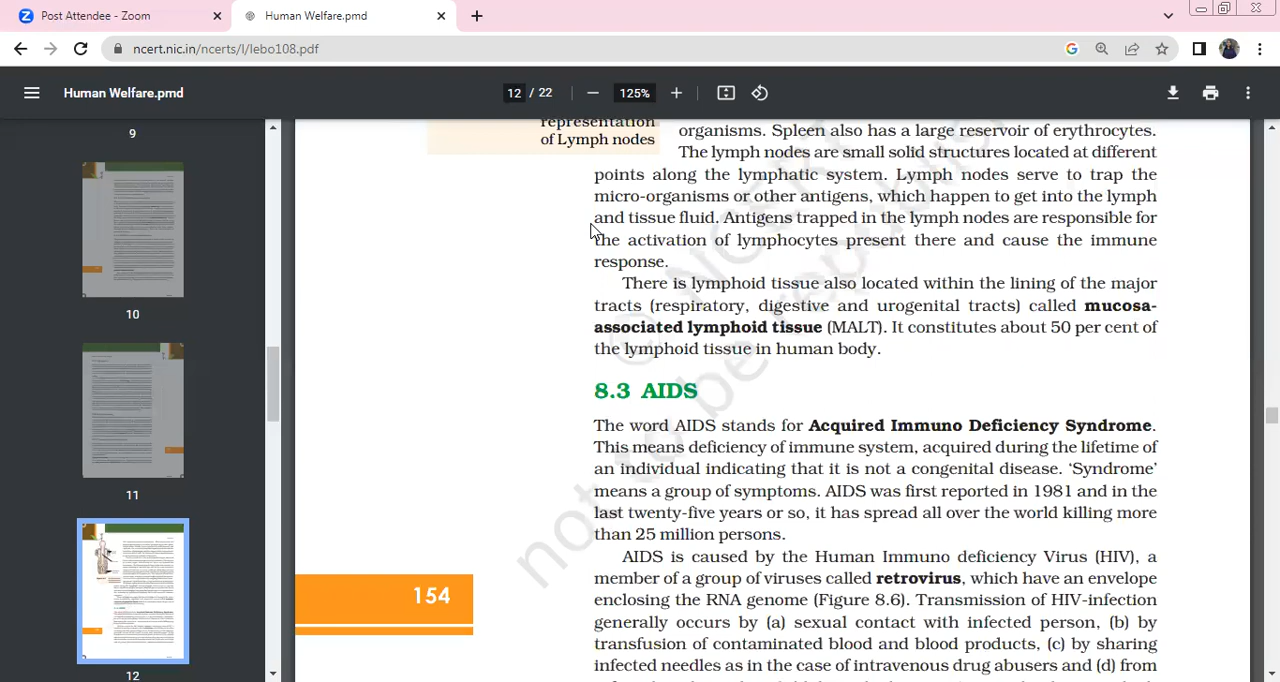 Post Attendee - Zoom
Human Welfare.pmd
ncert.nic.in/ncerts/l/lebo108.pdf
Human Welfare.pmd
12 / 22
125%
9
10
11
12
representation
of Lymph nodes
organisms. Spleen also has a large reservoir of erythrocytes.
The lymph nodes are small solid structures located at different
points along the lymphatic system. Lymph nodes serve to trap the
micro-organisms or other antigens, which happen to get into the lymph
and tissue fluid. Antigens trapped in the lymph nodes are responsible for
the activation of lymphocytes present there and cause the immune
response.
There is lymphoid tissue also located within the lining of the major
tracts (respiratory, digestive and urogenital tracts) called mucosa-
associated lymphoid tissue (MALT). It constitutes about 50 per cent of
the lymphoid tissue in human body.
8.3 AIDS
The word AIDS stands for Acquired Immuno Deficiency Syndrome.
This means deficiency of immune system, acquired during the lifetime of
an individual indicating that it is not a congenital disease. ‘Syndrome’
means a group of symptoms. AIDS was first reported in 1981 and in the
last twenty-five years or so, it has spread all over the world killing more
than 25 million persons.
AIDS is caused by the Human Immuno deficiency Virus (HIV), a
member of a group of viruses called retrovirus, which have an envelope
enclosing the RNA genome (Figure 8.6). Transmission of HIV-infection
generally occurs by (a) sexual contact with infected person, (b) by
transfusion of contaminated blood and blood products, (c) by sharing
infected needles as in the case of intravenous drug abusers and (d) from
154
© NCERT
not to be republished